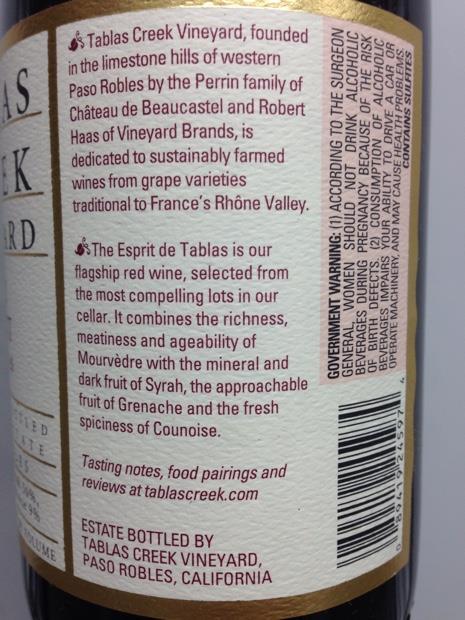 AS
EK
ARD
Tablas Creek Vineyard, founded
in the limestone hills of western
Paso Robles by the Perrin family of
Château de Beaucastel and Robert
Haas of Vineyard Brands, is
dedicated to sustainably farmed
wines from grape varieties
traditional to France's Rhône Valley.
The Esprit de Tablas is our
flagship red wine, selected from
the most compelling lots in our
cellar. It combines the richness,
meatiness and ageability of
Mourvèdre with the mineral and
dark fruit of Syrah, the approachable
fruit of Grenache and the fresh
spiciness of Counoise.
Tasting notes, food pairings and
reviews at tablascreek.com
ESTATE BOTTLED BY
TABLAS CREEK VINEYARD,
PASO ROBLES, CALIFORNIA
GOVERNMENT WARNING: (1) ACCORDING TO THE SURGEON
GENERAL, WOMEN SHOULD NOT DRINK ALCOHOLIC
BEVERAGES DURING PREGNANCY BECAUSE OF THE RISK
OF BIRTH DEFECTS. (2) CONSUMPTION OF ALCOHOLIC
BEVERAGES IMPAIRS YOUR ABILITY TO DRIVE A CAR OR
OPERATE MACHINERY, AND MAY CAUSE HEALTH PROBLEMS.
CONTAINS SULFITES
0 89419 24597 4